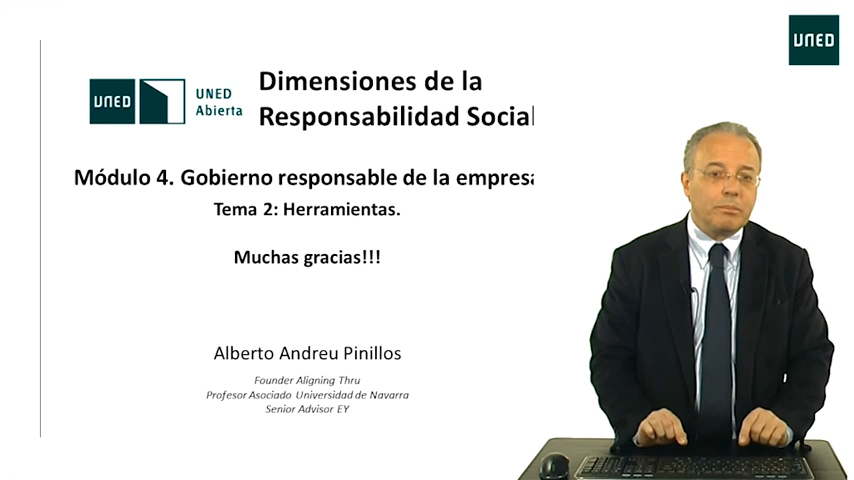 UNED
UNED
UNED
Abierta
Dimensiones de la
Responsabilidad Social
Módulo 4. Gobierno responsable de la empresa
Tema 2: Herramientas.
Muchas gracias!!!
Alberto Andreu Pinillos
Founder Aligning Thru
Profesor Asociado Universidad de Navarra
Senior Advisor EY